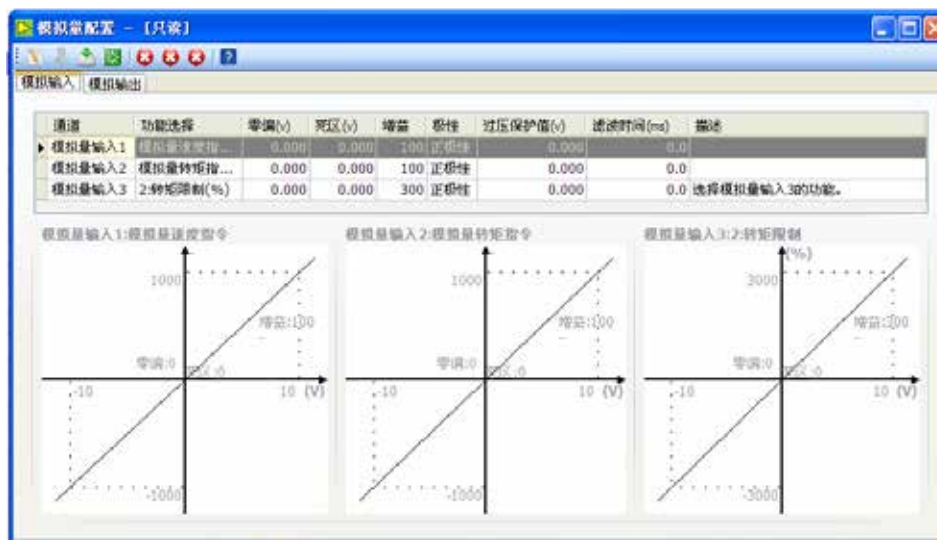 模拟量配置 - [只读]
模拟输入 模拟输出
通道 功能选择 零偏(v) 死区(v) 增益 极性 过压保护值(v) 滤波时间(ms) 描述
模拟量输入1 模拟量速度指... 0.000 0.000 100 正极性 0.000 0.0
模拟量输入2 模拟量转矩指... 0.000 0.000 100 正极性 0.000 0.0
模拟量输入3 2:转矩限制(%) 0.000 0.000 300 正极性 0.000 0.0 选择模拟量输入3的功能。
模拟量输入1:模拟量速度指令 模拟量输入2:模拟量转矩指令 模拟量输入3:2:转矩限制
(%)
1000 1000 3000
增益:100 增益:100 增益:300
零偏:0 死区:0 零偏:0 死区:0 零偏:0 死区:0
-10 10 (V) -10 10 (V) -10 10 (V)
-1000 -1000 -3000